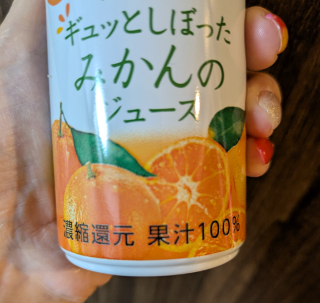 ギュッとしぼった
みかんの
ジュース
濃縮還元 果汁100%